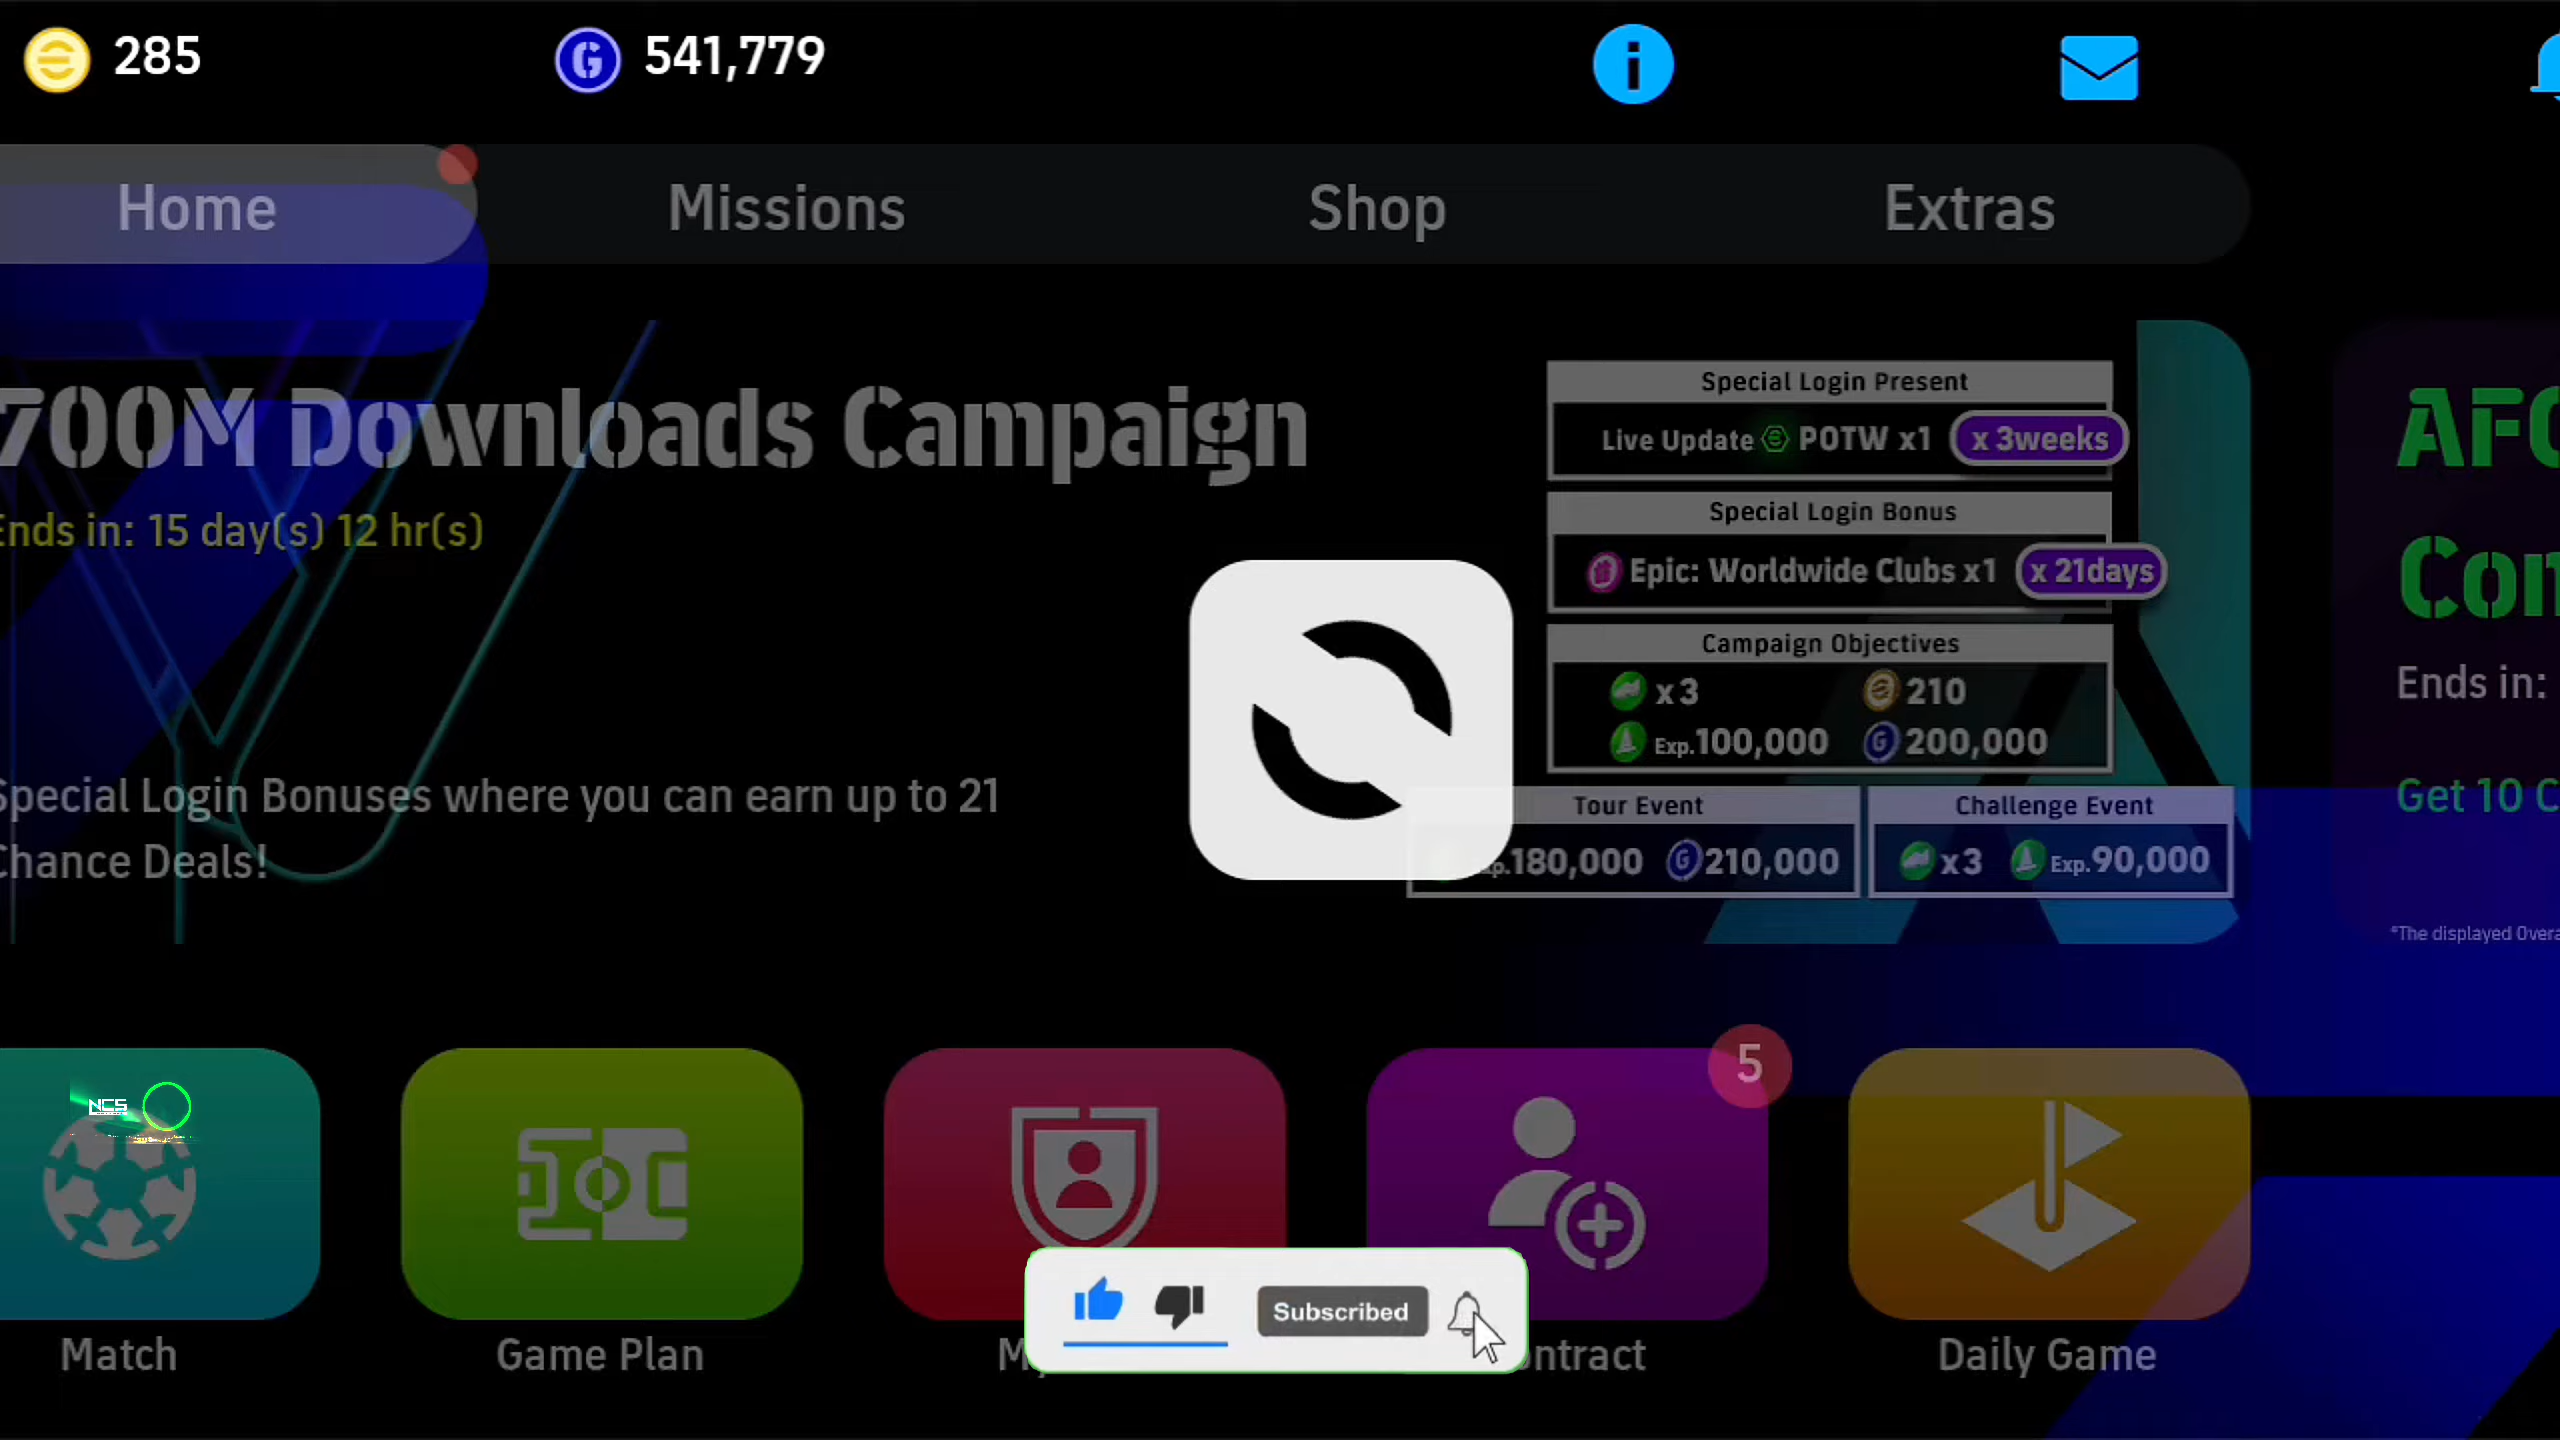 285
541,779
Home
Missions
Shop
Extras
700M Downloads Campaign
Ends in: 15 day(s) 12 hr(s)
Special Login Bonuses where you can earn up to 21
Chance Deals!
Special Login Present
Live Update POTW x1 x 3weeks
Special Login Bonus
Epic: Worldwide Clubs x1 x 21days
Campaign Objectives
x3 210
Exp.100,000 G 200,000
Tour Event
180,000 G 210,000
Challenge Event
x3 Exp.90,000
Ends in:
Get 10
*The displayed
NCS
5
Match
Game Plan
Daily Game
Subscribed